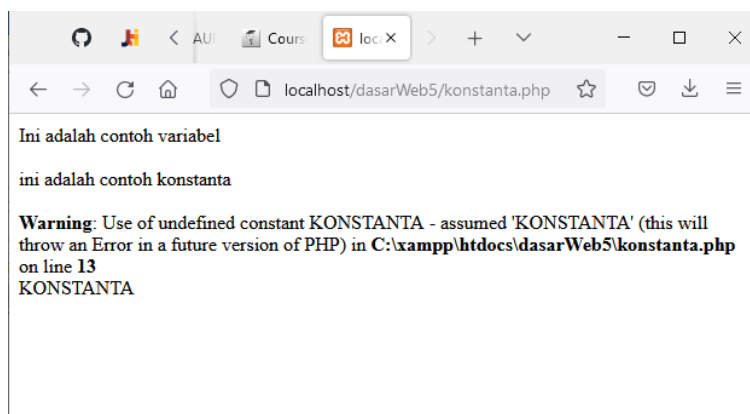 AU
Cours
loc
localhost/dasarWeb5/konstanta.php
Ini adalah contoh variabel
ini adalah contoh konstanta
Warning: Use of undefined constant KONSTANTA - assumed 'KONSTANTA' (this will
throw an Error in a future version of PHP) in C:\xampp\htdocs\dasarWeb5\konstanta.php
on line 13
KONSTANTA